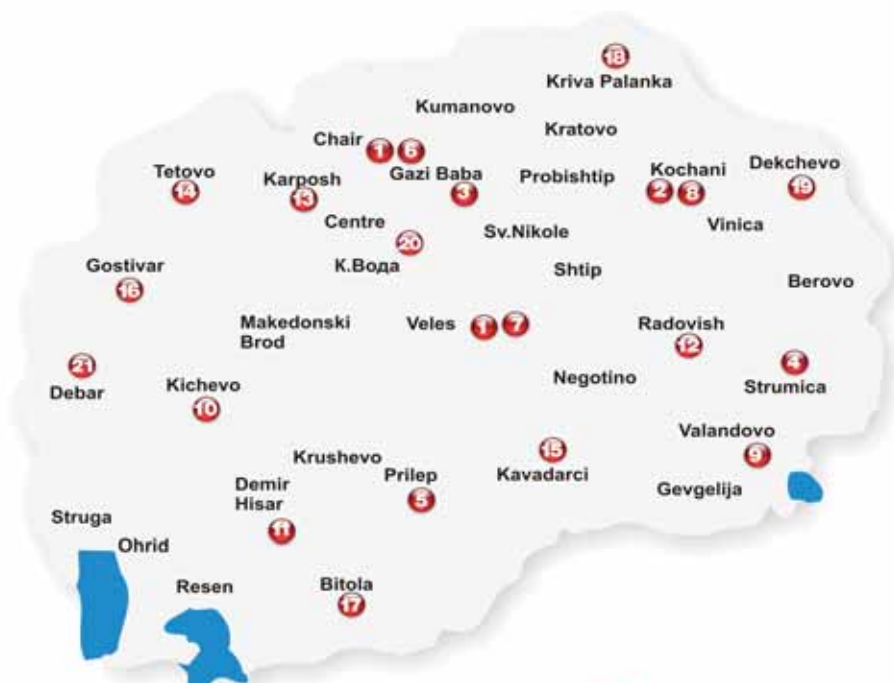 18
Kriva Palanka
Kumanovo
Chair
1
6
Kratovo
Tetovo
14
Karposh
13
Gazi Baba
3
Probishtip
Kochani
2
8
Dekchevo
19
Centre
20
К.Вода
Sv.Nikole
Vinica
Gostivar
16
Shtip
Berovo
Makedonski
Brod
Veles
1
7
Radovish
12
21
Debar
Kichevo
10
Negotino
4
Strumica
Krushevo
Demir
Hisar
11
Prilep
5
15
Kavadarci
Valandovo
9
Gevgelija
Struga
Ohrid
Resen
Bitola
17